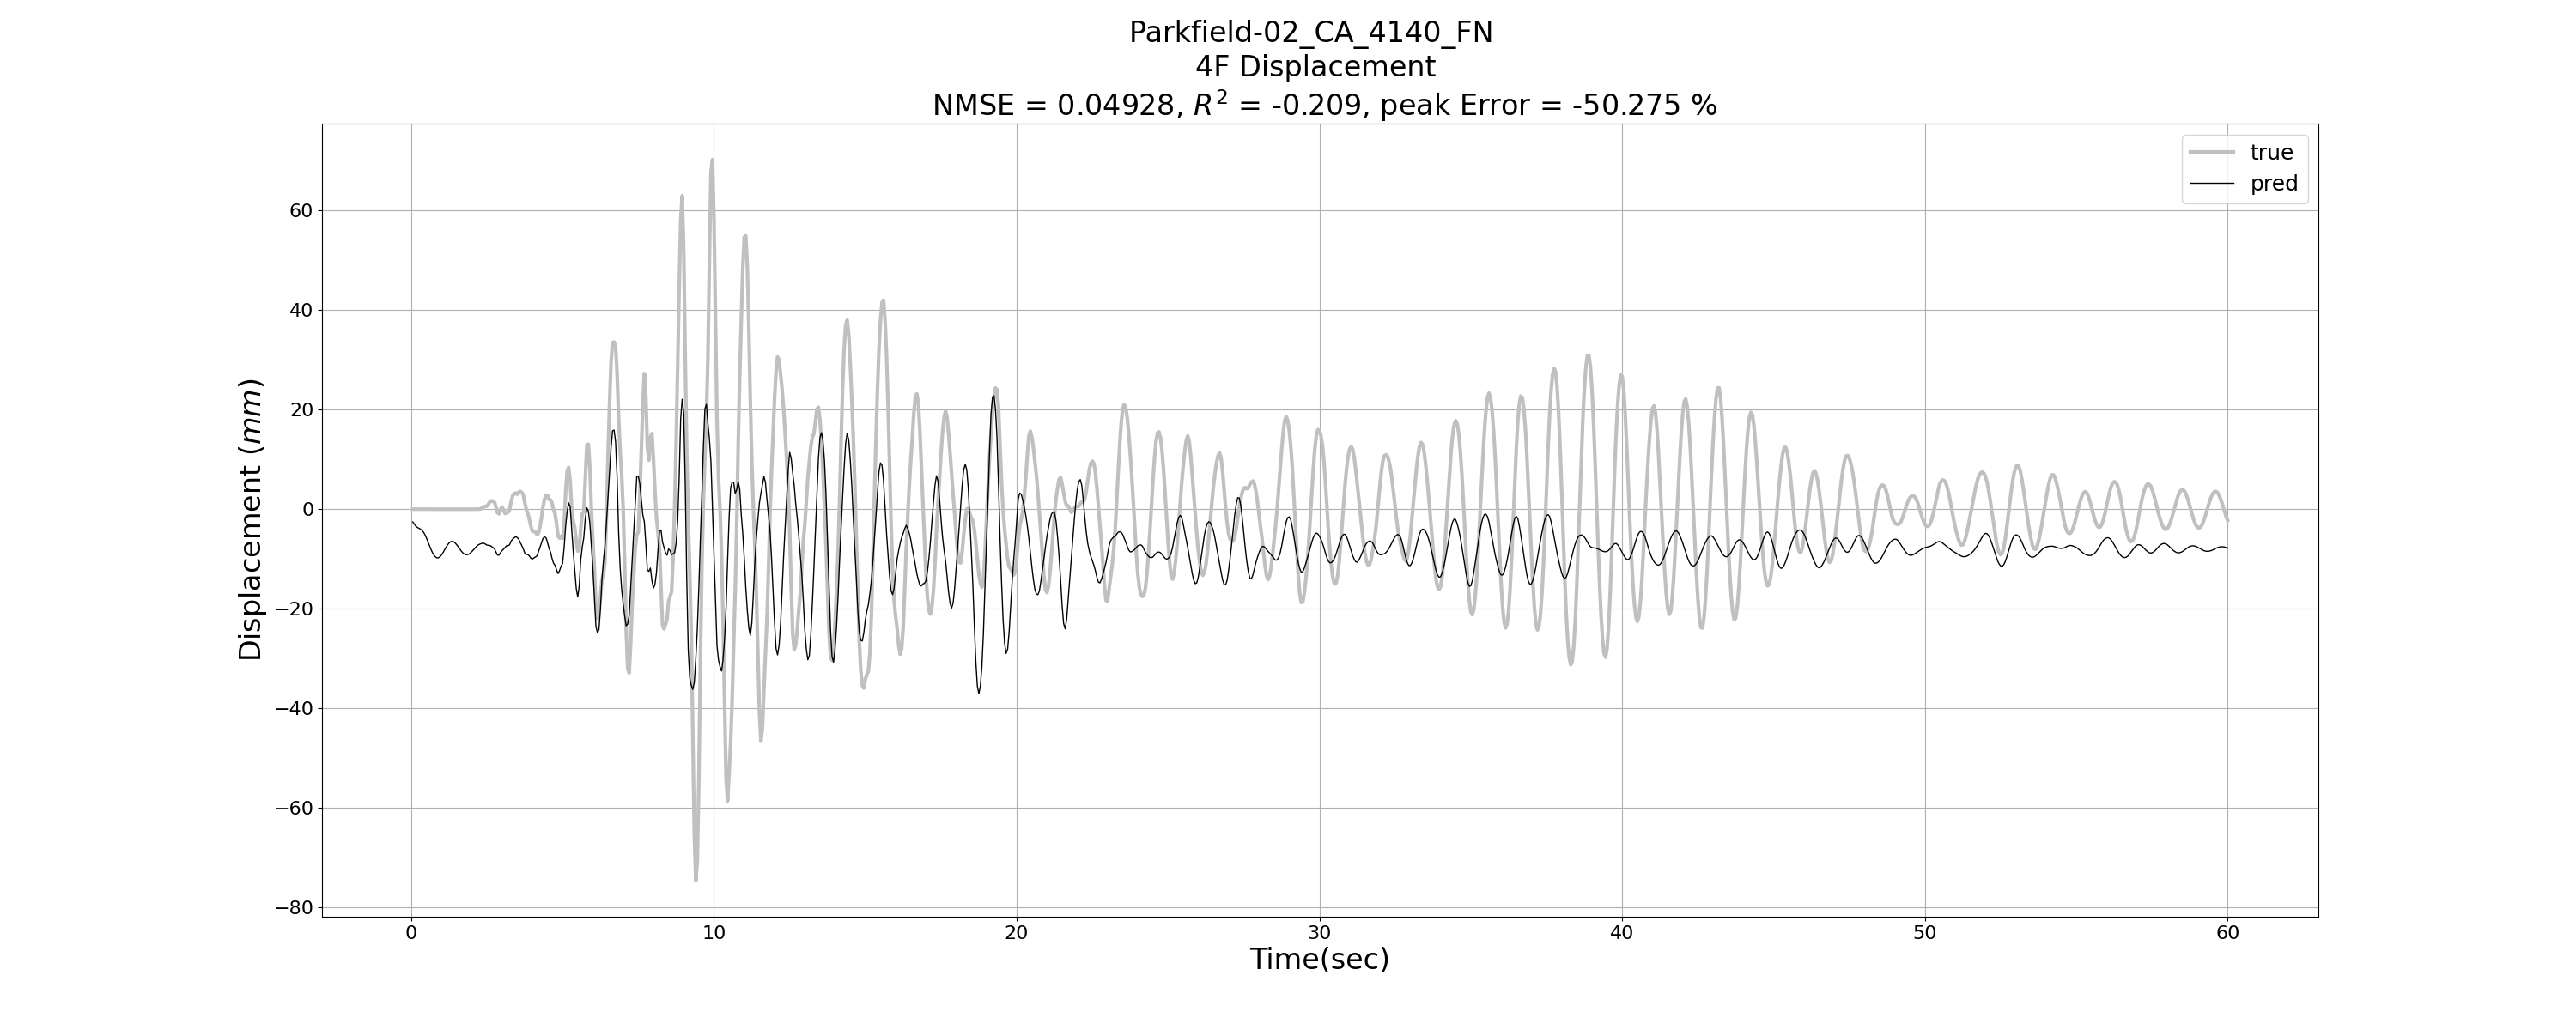 Parkfield-02_CA_4140_FN
4F Displacement
NMSE = 0.04928, R² = -0.209, peak Error = -50.275 %
true
pred
Displacement (mm)
60
40
20
0
−20
−40
−60
−80
0 10 20 30 40 50 60
Time(sec)